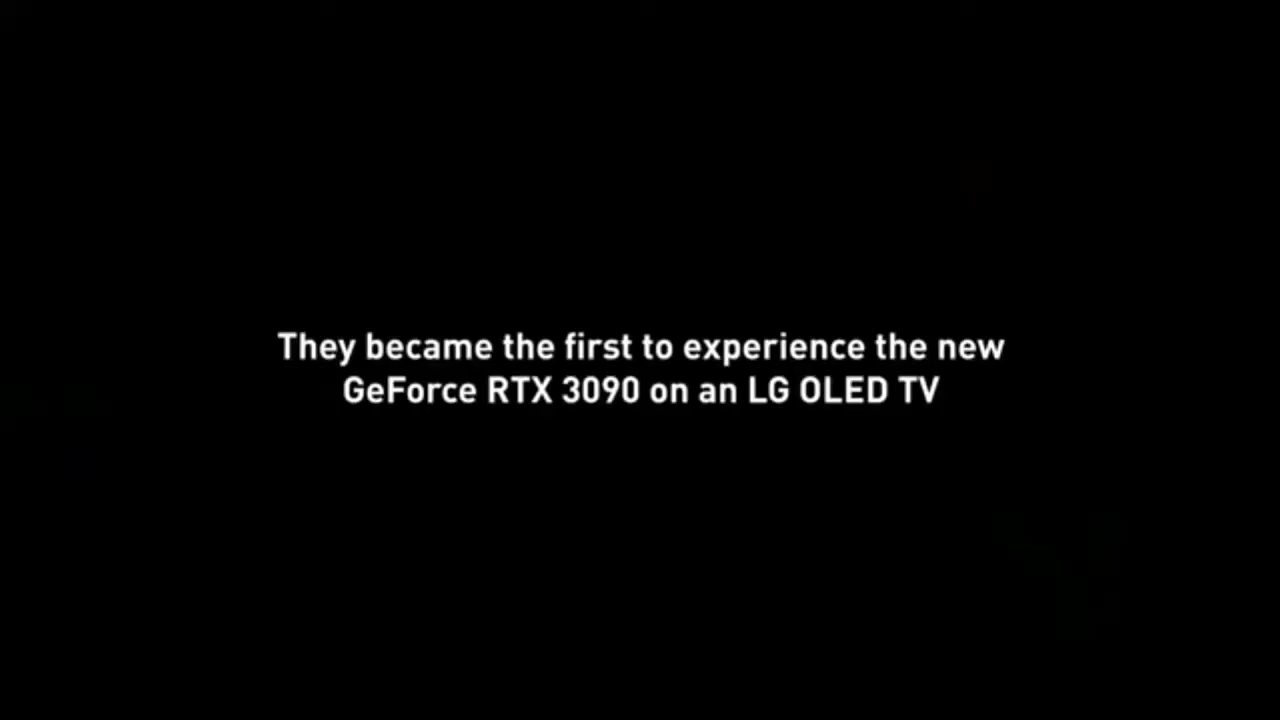 They became the first to experience the new
GeForce RTX 3090 on an LG OLED TV